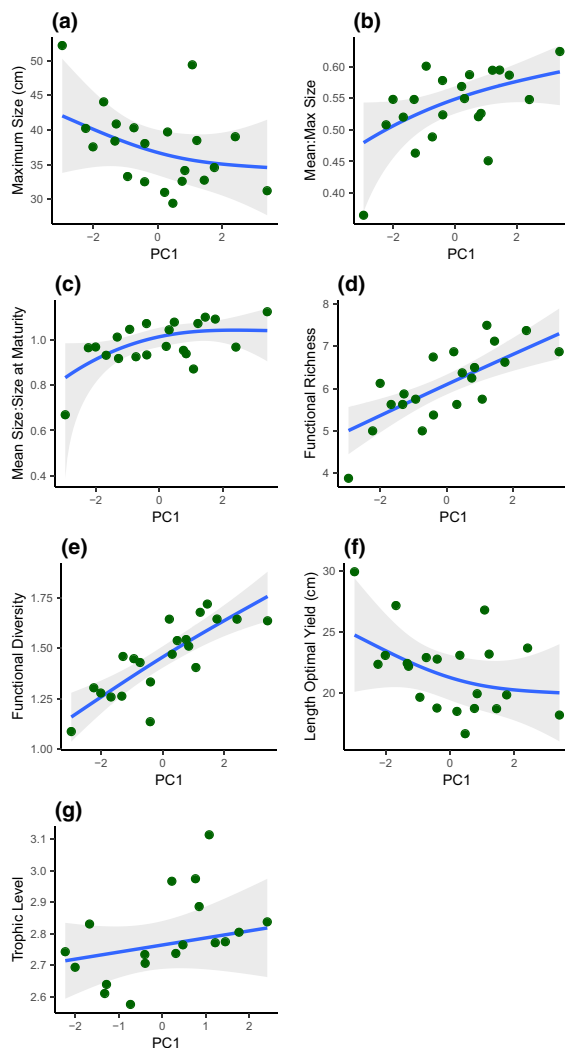 (a)
Maximum Size (cm)
50
45
40
35
30
−2
0
2
PC1
(b)
Mean:Max Size
0.60
0.55
0.50
0.45
0.40
−2
0
2
PC1
(c)
Mean Size:Size at Maturity
1.0
0.8
0.6
0.4
−2
0
2
PC1
(d)
Functional Richness
8
7
6
5
4
−2
0
2
PC1
(e)
Functional Diversity
1.75
1.50
1.25
1.00
−2
0
2
PC1
(f)
Length Optimal Yield (cm)
30
25
20
−2
0
2
PC1
(g)
Trophic Level
3.1
3.0
2.9
2.8
2.7
2.6
−2
−1
0
1
2
PC1